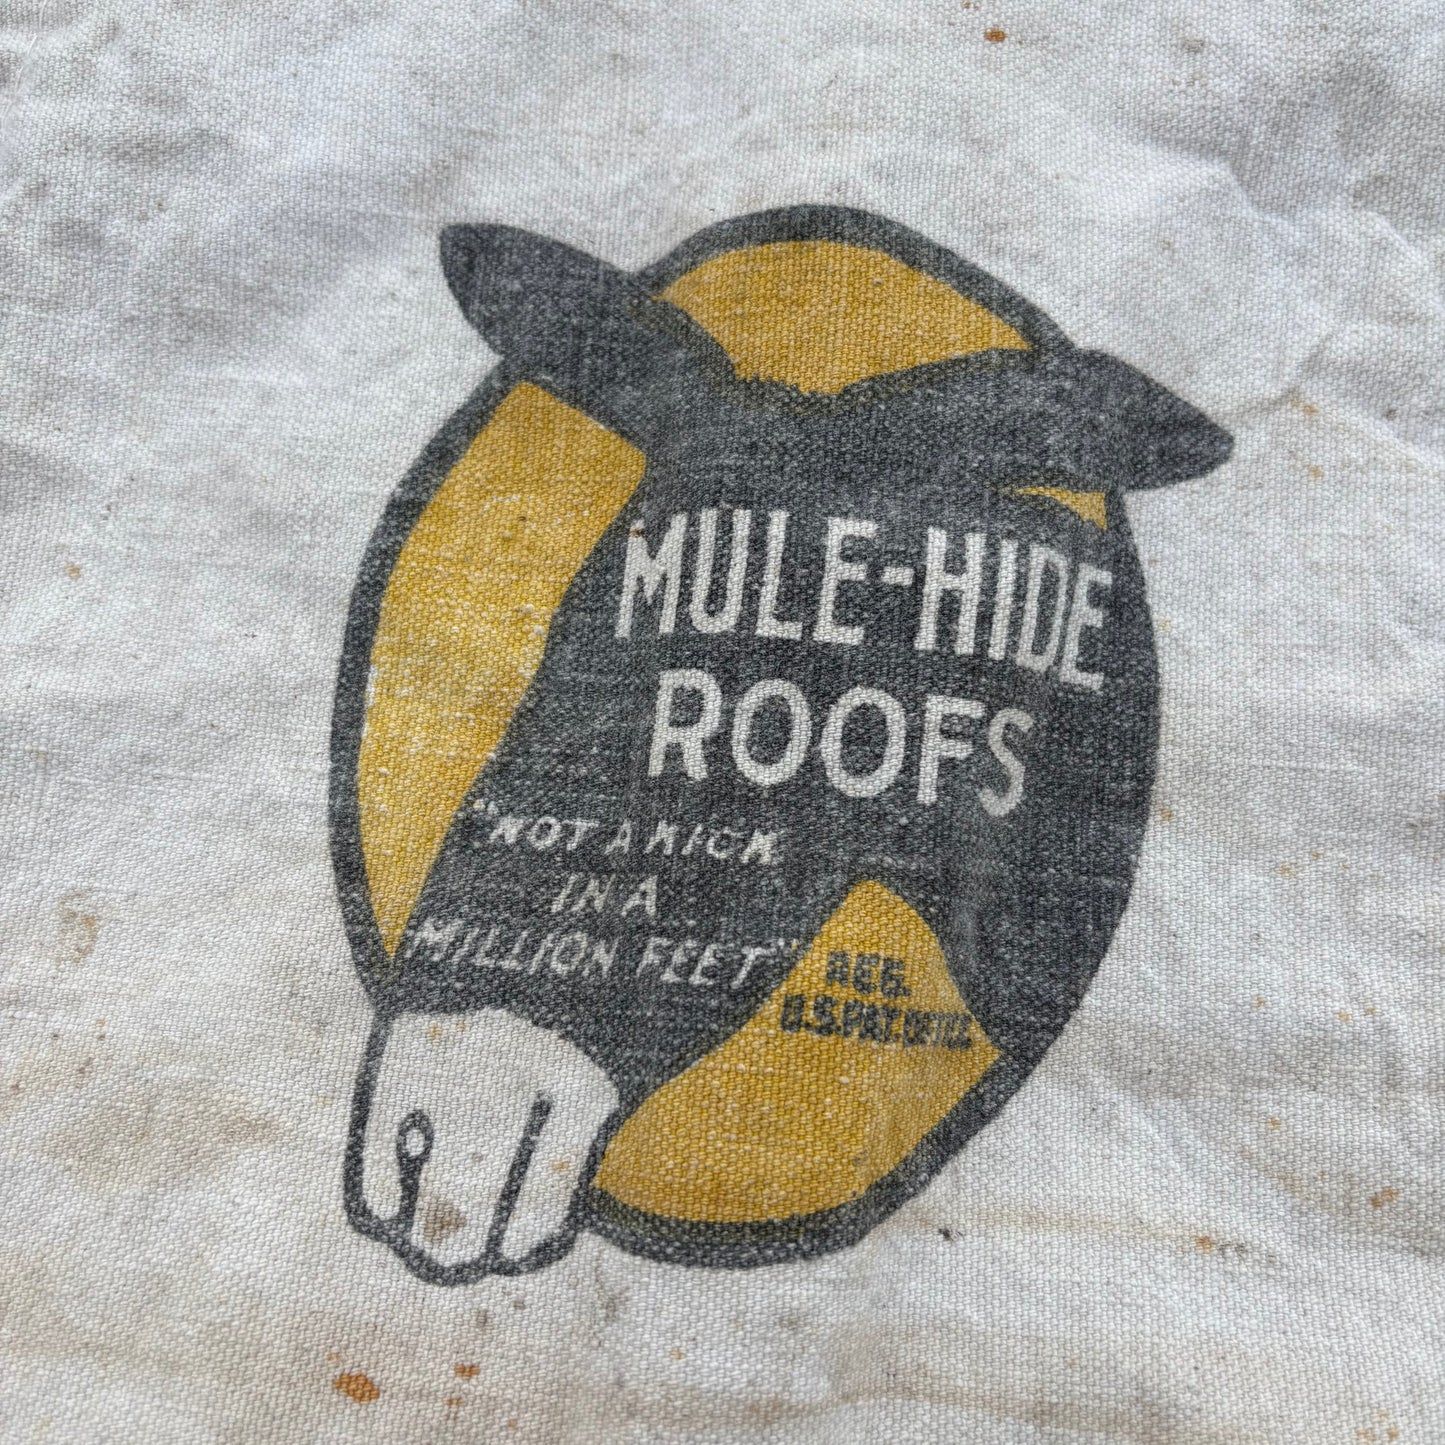 MULE-HIDE
ROOFS
"NOT A KICK
IN A
MILLION FEET"
REG.
U.S. PAT. OFFICE